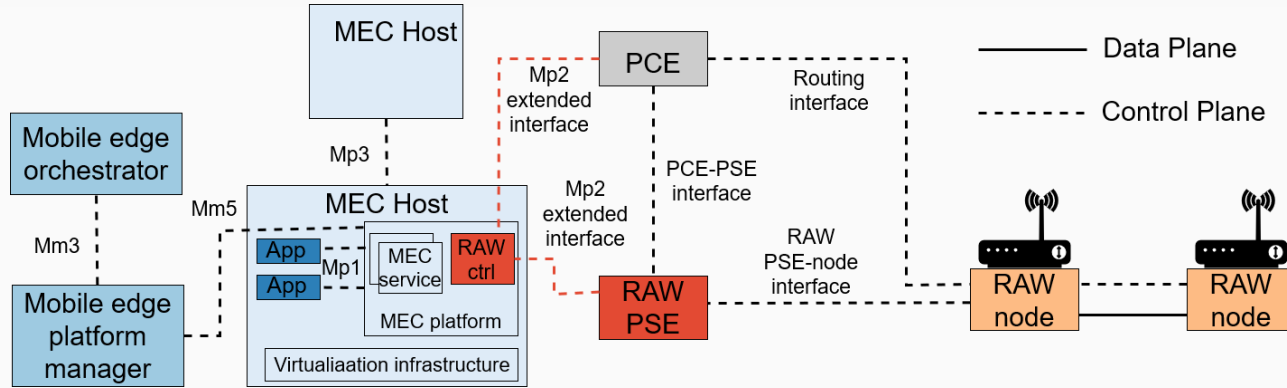 MEC Host
Mobile edge
orchestrator
Mm3
Mobile edge
platform
manager
Mm5
Mp3
MEC Host
App
App
Mp1
MEC
service
RAW
ctrl
MEC platform
Virtualiaation infrastructure
Mp2
extended
interface
Mp2
extended
interface
PCE
PCE-PSE
interface
RAW
PSE
Routing
interface
RAW
PSE-node
interface
Data Plane
Control Plane
RAW
node
RAW
node